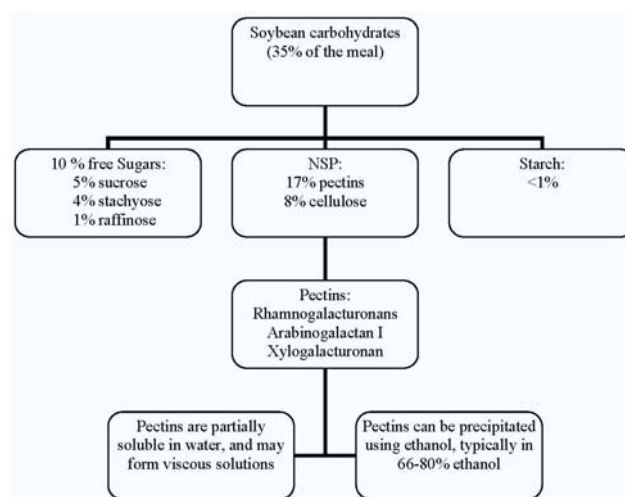 Soybean carbohydrates
(35% of the meal)
10 % free Sugars:
5% sucrose
4% stachyose
1% raffinose
NSP:
17% pectins
8% cellulose
Starch:
<1%
Pectins:
Rhamnogalacturonans
Arabinogalactan I
Xylogalacturonan
Pectins are partially
soluble in water, and may
form viscous solutions
Pectins can be precipitated
using ethanol, typically in
66-80% ethanol